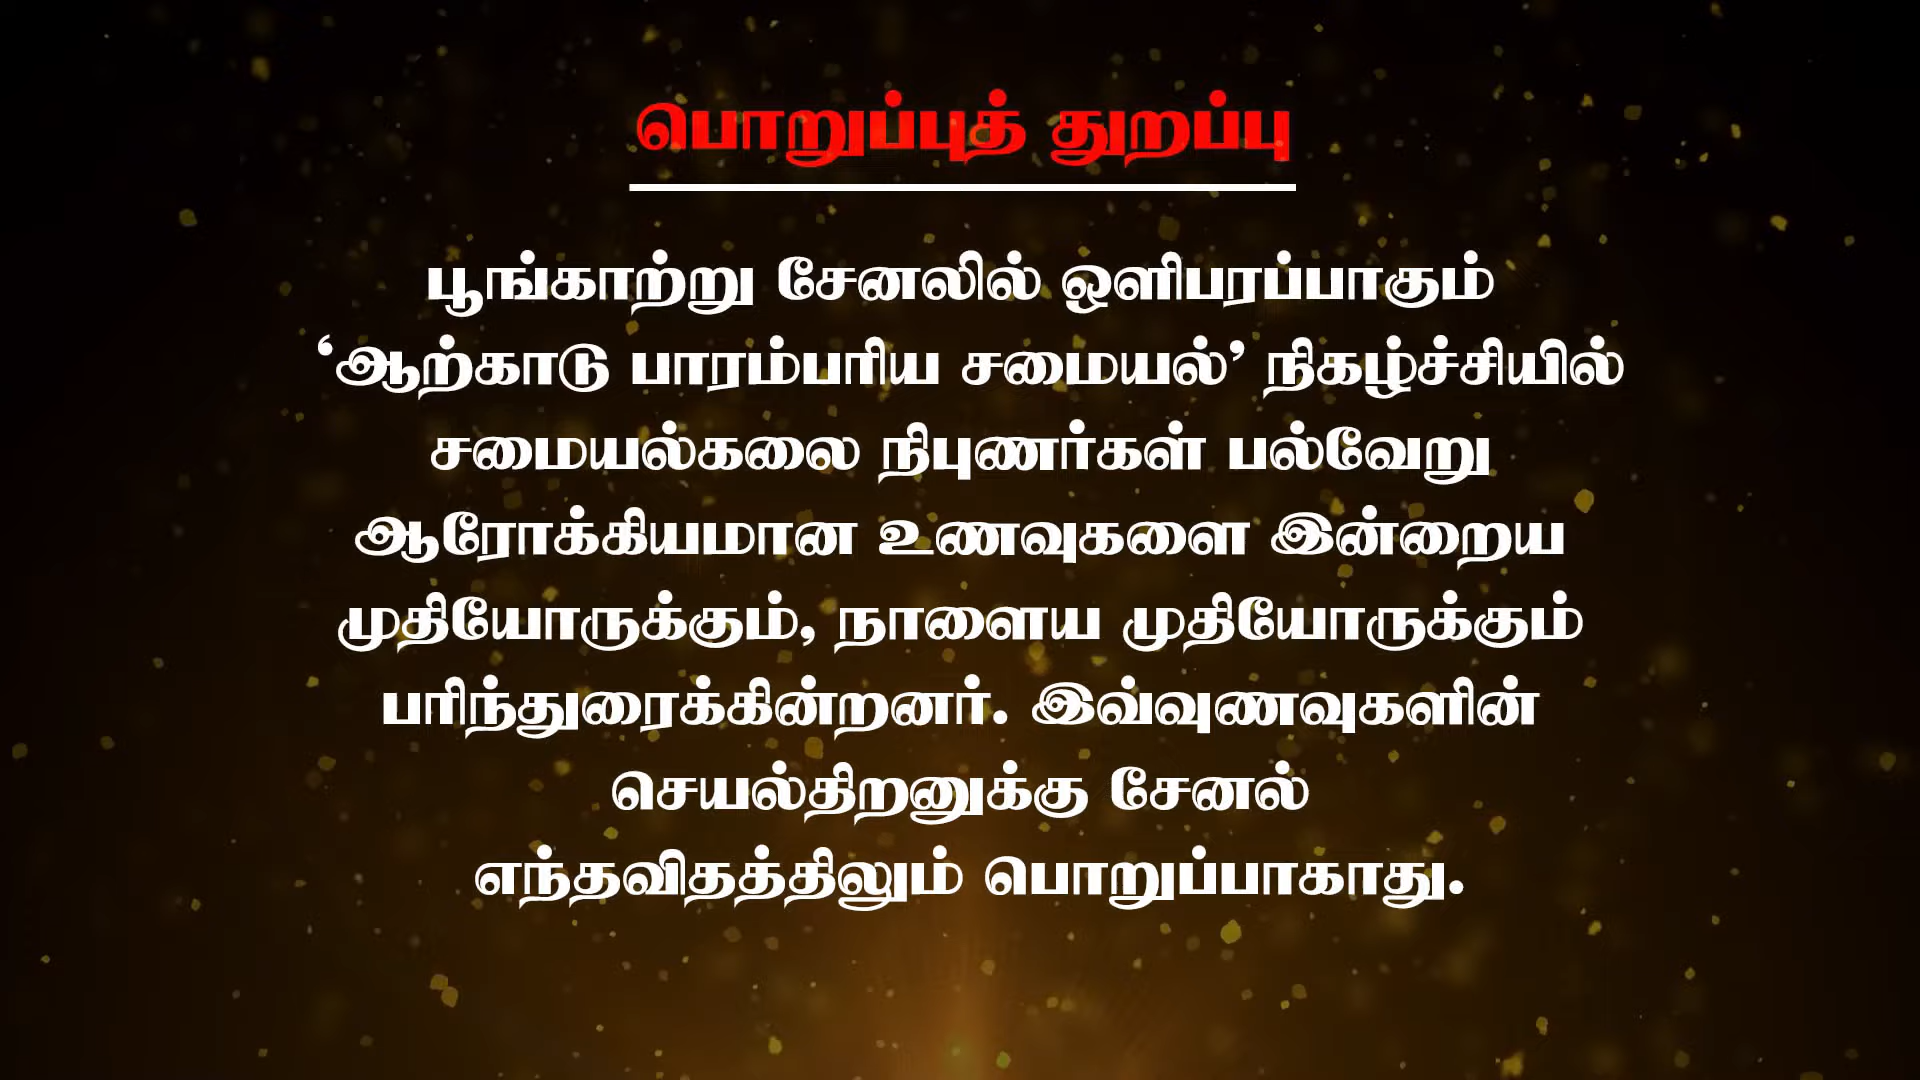 பொறுப்புத் துறப்பு
பூங்காற்று சேனலில் ஒளிபரப்பாகும்
‘ஆற்காடு பாரம்பரிய சமையல்’ நிகழ்ச்சியில்
சமையல்கலை நிபுணர்கள் பல்வேறு
ஆரோக்கியமான உணவுகளை இன்றைய
முதியோருக்கும், நாளைய முதியோருக்கும்
பரிந்துரைக்கின்றனர். இவ்வுணவுகளின்
செயல்திறனுக்கு சேனல்
எந்தவிதத்திலும் பொறுப்பாகாது.